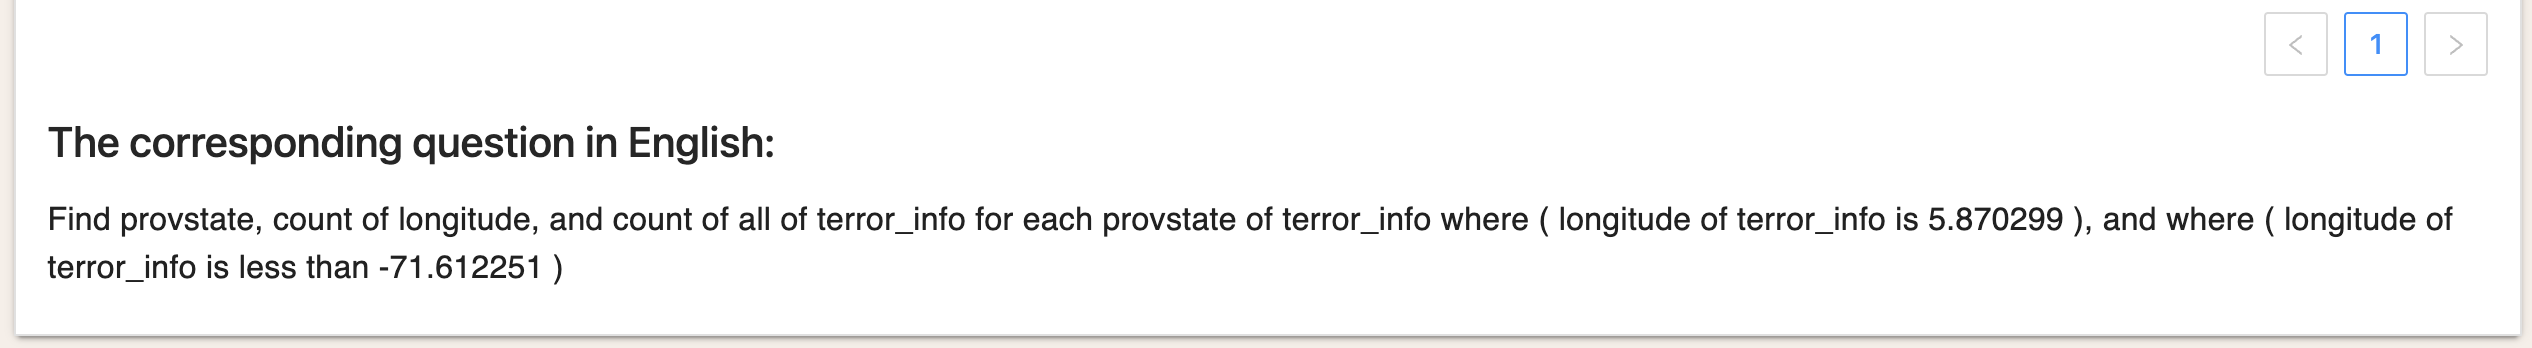 < 1 >
The corresponding question in English:
Find provstate, count of longitude, and count of all of terror_info for each provstate of terror_info where ( longitude of terror_info is 5.870299 ), and where ( longitude of
terror_info is less than -71.612251 )